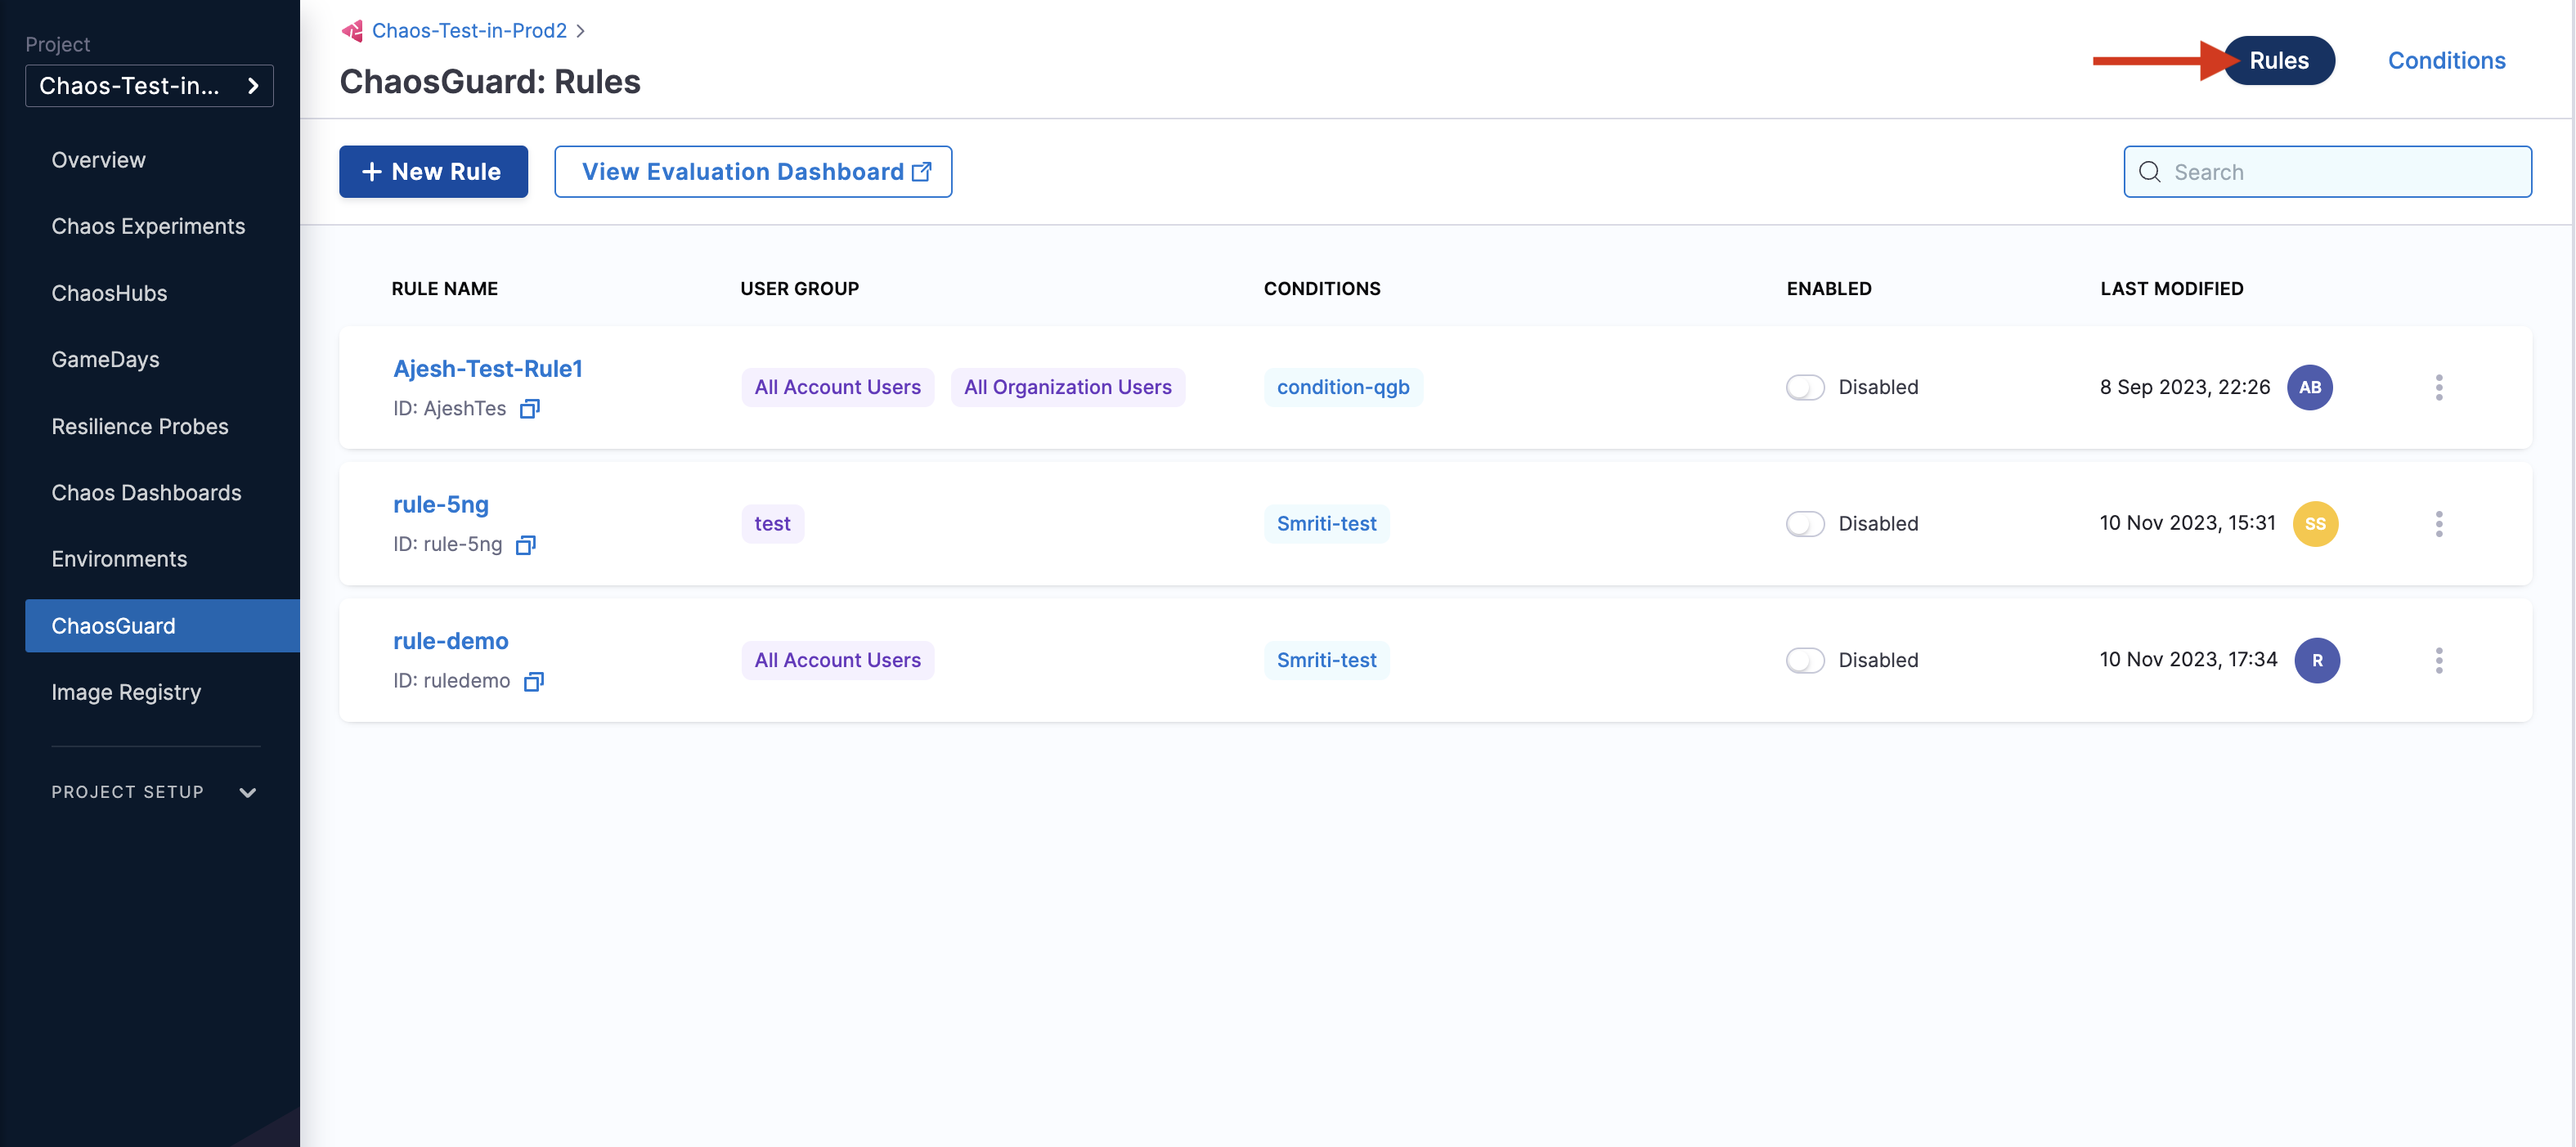 Project
Chaos-Test-in...
Overview
Chaos Experiments
ChaosHubs
GameDays
Resilience Probes
Chaos Dashboards
Environments
ChaosGuard
Image Registry
PROJECT SETUP
Chaos-Test-in-Prod2
ChaosGuard: Rules
Rules Conditions
+ New Rule View Evaluation Dashboard Search
RULE NAME USER GROUP CONDITIONS ENABLED LAST MODIFIED
Ajesh-Test-Rule1
ID: AjeshTes
All Account Users All Organization Users condition-qgb Disabled 8 Sep 2023, 22:26 AB
rule-5ng
ID: rule-5ng
test Smriti-test Disabled 10 Nov 2023, 15:31 SS
rule-demo
ID: ruledemo
All Account Users Smriti-test Disabled 10 Nov 2023, 17:34 R